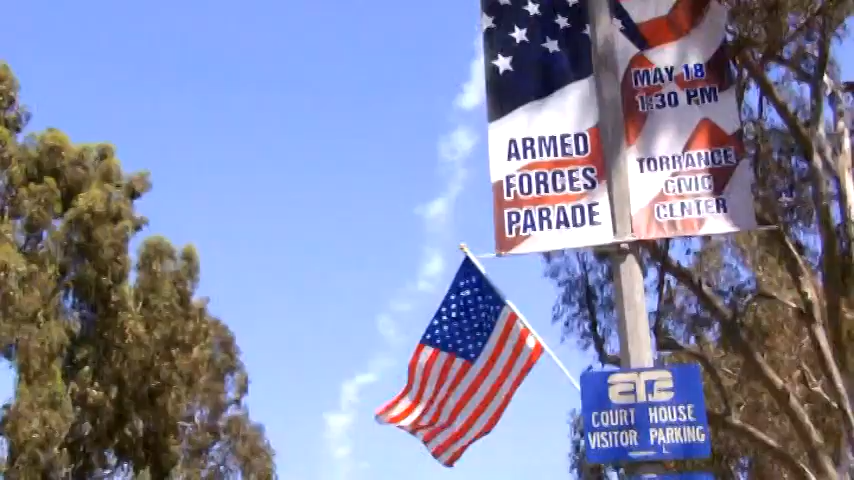 ARMED
FORCES
PARADE
MAY 18
1:30 PM
TORRANCE
CIVIC
CENTER
COURT HOUSE
VISITOR PARKING